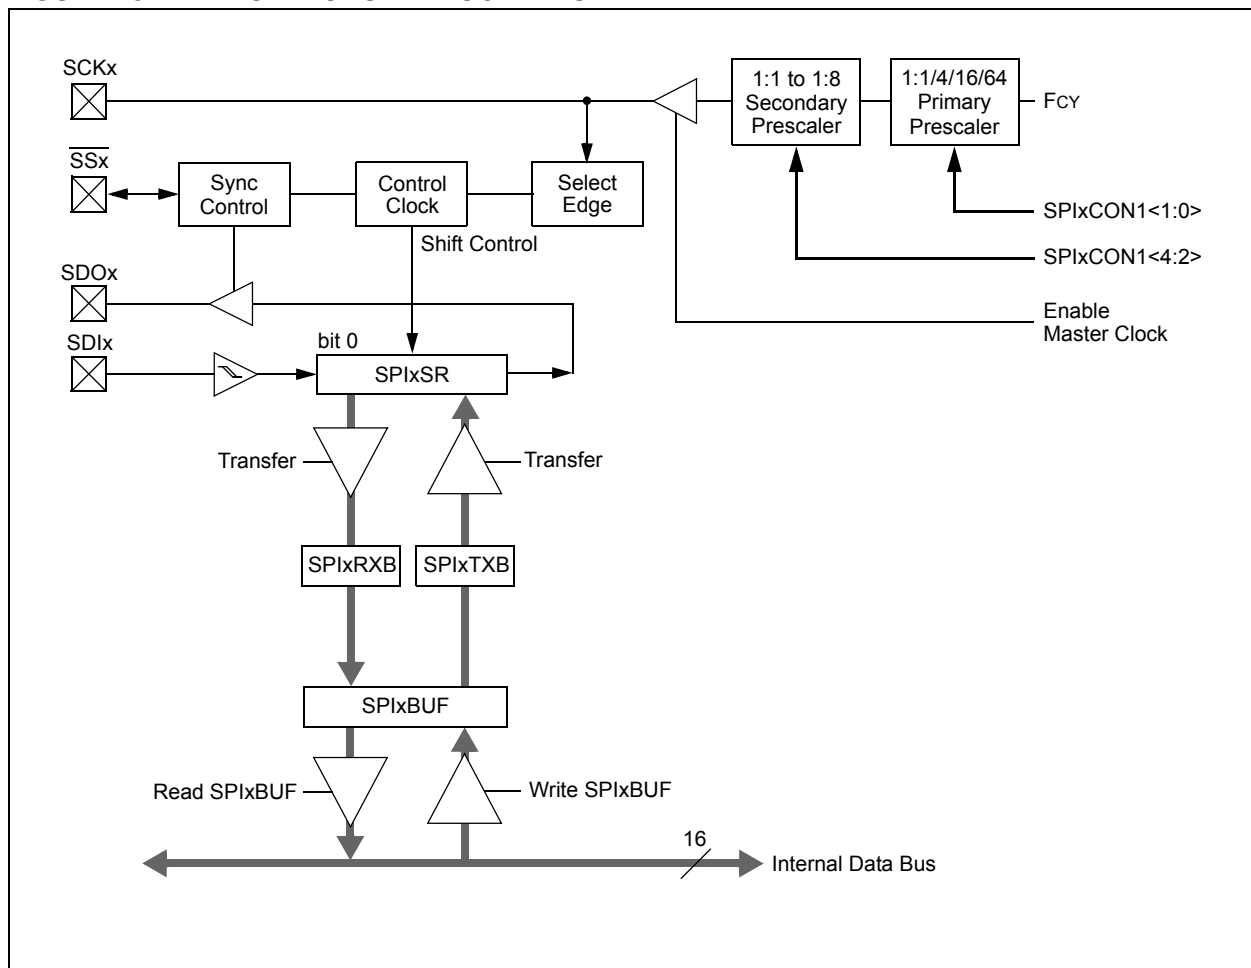 SCKx
1:1 to 1:8
Secondary
Prescaler
1:1/4/16/64
Primary
Prescaler
FCY
SSx
Sync
Control
Control
Clock
Select
Edge
SPIxCON1<1:0>
Shift Control
SPIxCON1<4:2>
SDOx
Enable
Master Clock
SDIx
bit 0
SPIxSR
Transfer
Transfer
SPIxRXB
SPIxTXB
SPIxBUF
Read SPIxBUF
Write SPIxBUF
16
Internal Data Bus